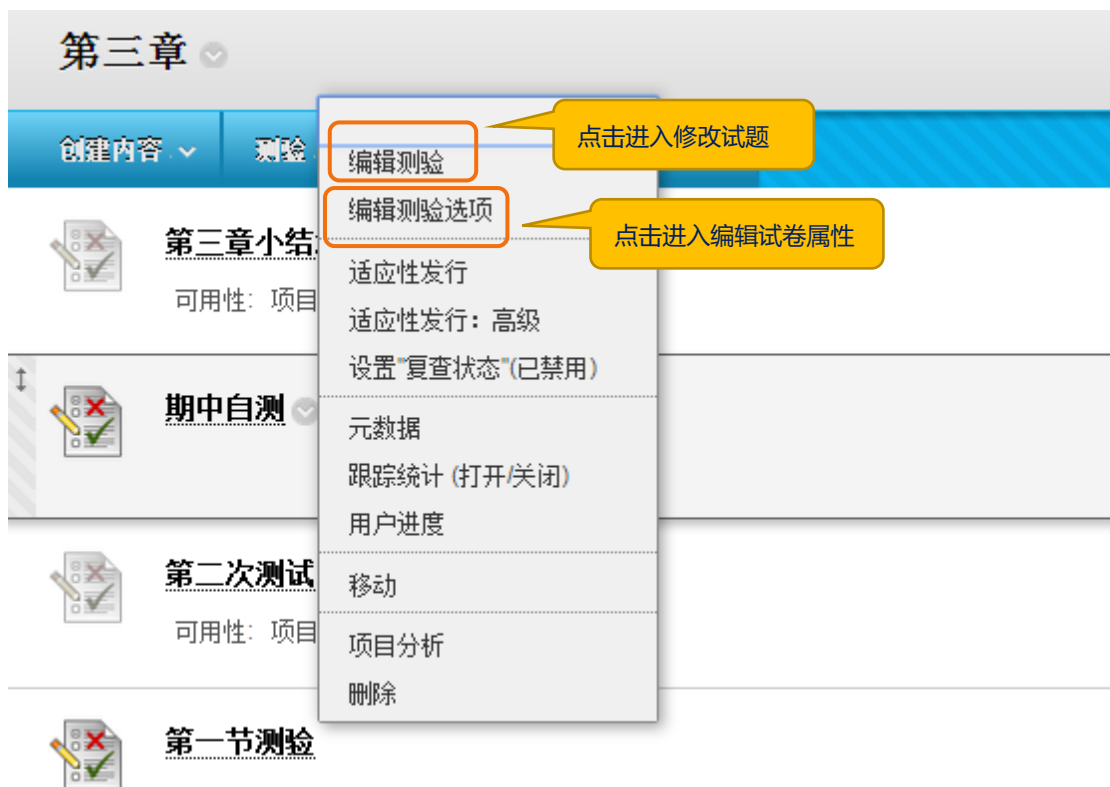 第三章
创建内容
测验
点击进入修改试题
编辑测验
编辑测验选项
点击进入编辑试卷属性
第三章小结
可用性：项目
适应性发行
适应性发行：高级
设置"复查状态"(已禁用)
期中自测
元数据
跟踪统计 (打开/关闭)
用户进度
第二次测试
可用性：项目
移动
项目分析
删除
第一节测验